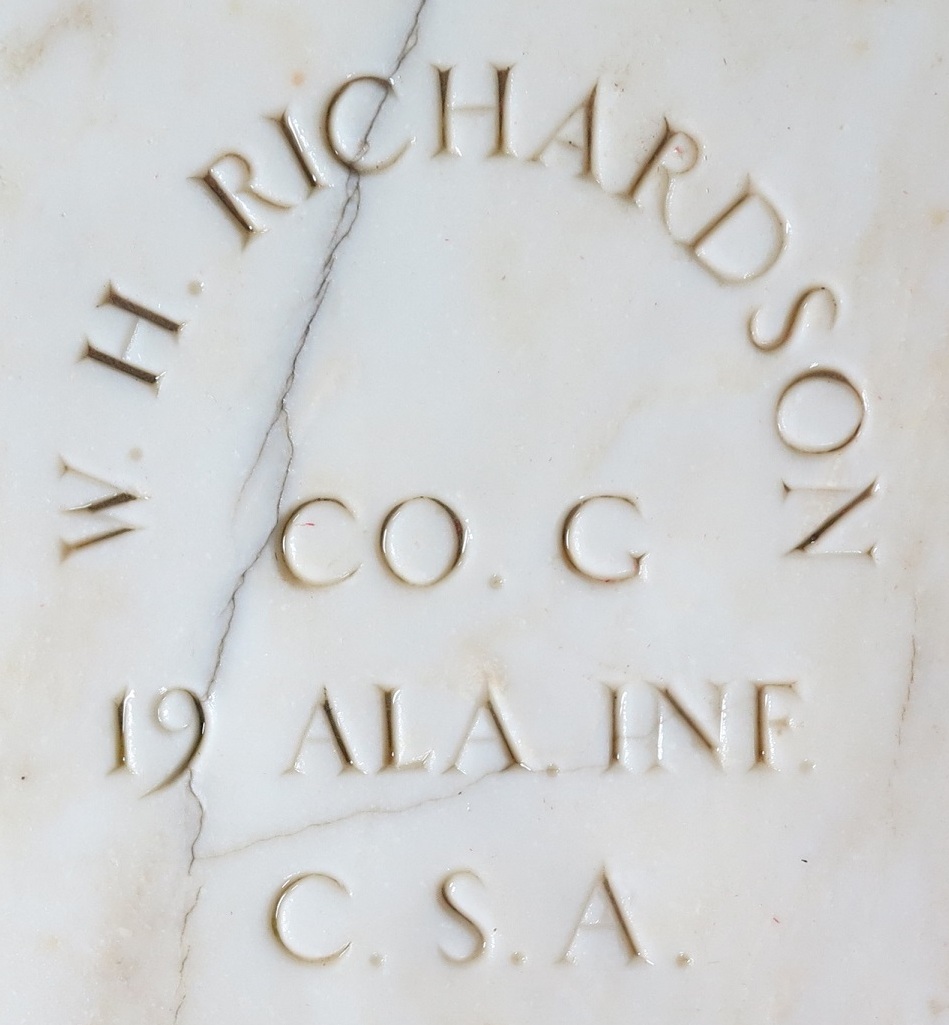 W. H. RICHARDSON
CO. G
19 ALA. INF.
C.S.A.